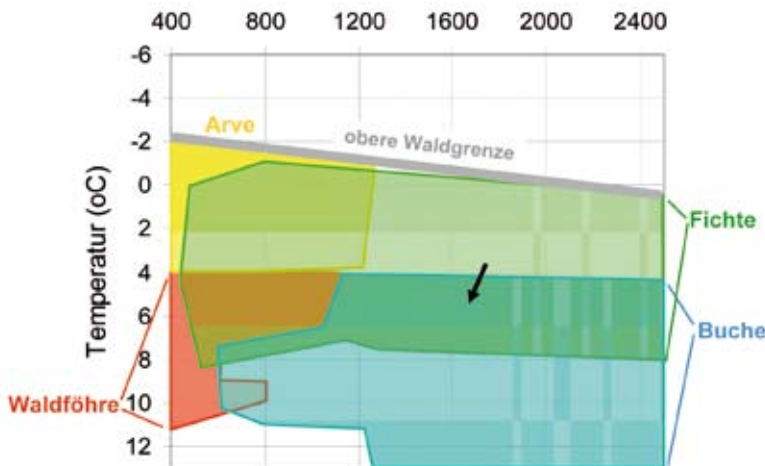 400 800 1200 1600 2000 2400
-6
-4
-2
0
2
4
6
8
10
12
Temperatur (oC)
Arve
obere Waldgrenze
Fichte
Buche
Waldföhre